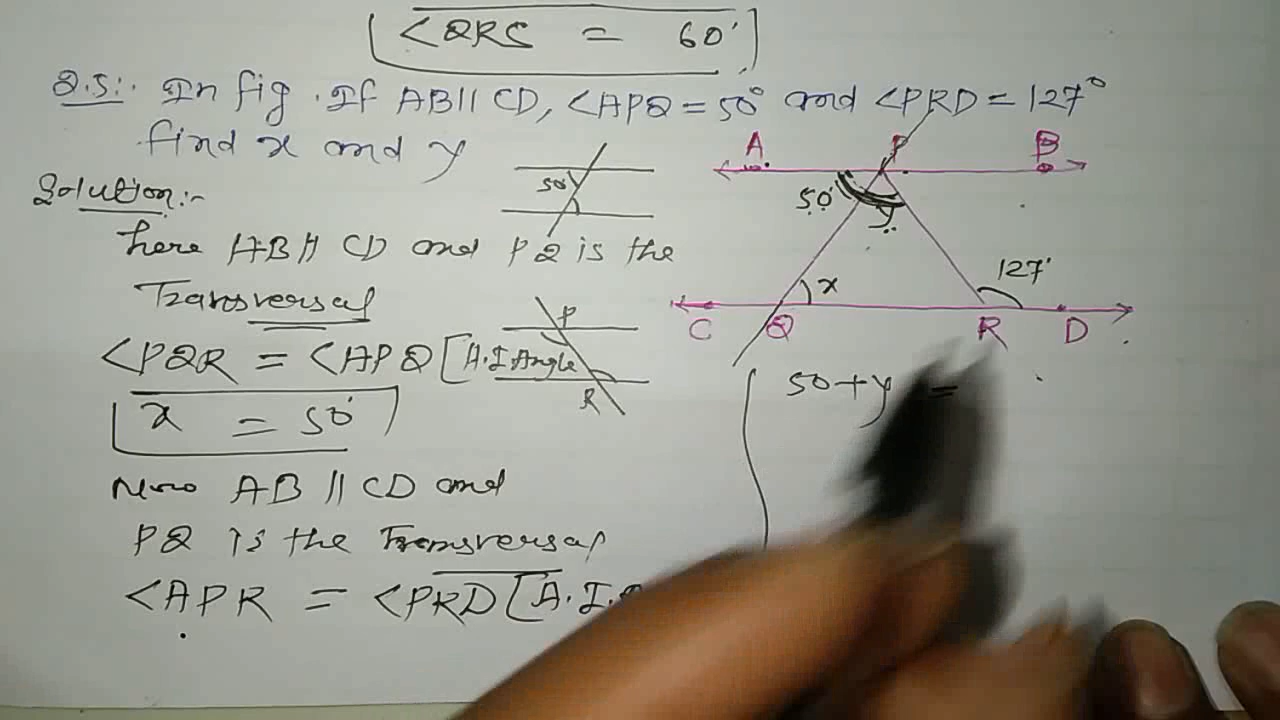 <QRS = 60°
Q.5:. In fig. If AB || CD, <APQ = 50° and <PRD = 127°
find x and y
Solution:-
here AB || CD and PQ is the
Transversal
<PQR = <APQ [A.I. Angle
x = 50°
Now AB || CD and
PQ is the Transversal
<APR = <PRD [A.I.
50°
P
R
A
P
B
50°
y
x
127°
C
Q
R
D
50 + y =